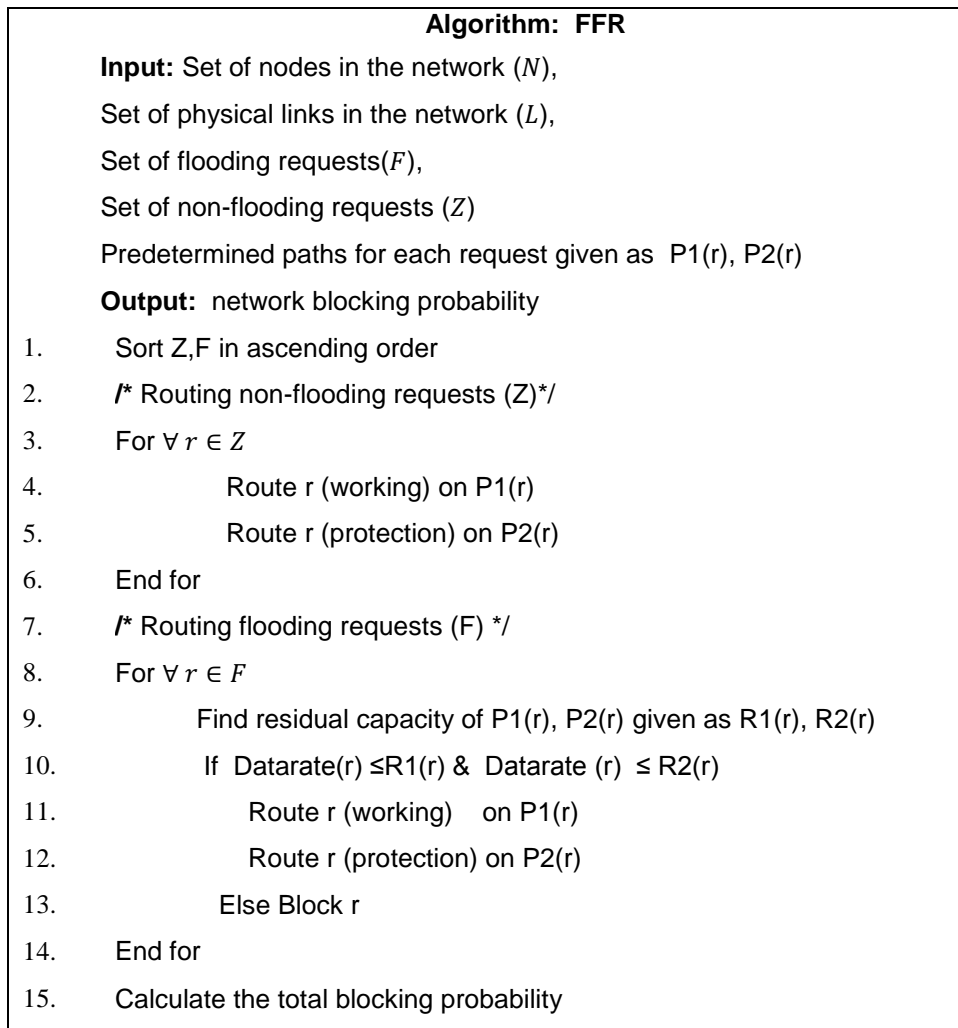 Algorithm: FFR
Input: Set of nodes in the network (𝑁),
Set of physical links in the network (𝐿),
Set of flooding requests(𝐹),
Set of non-flooding requests (𝑍)
Predetermined paths for each request given as P1(r), P2(r)
Output: network blocking probability
1. Sort Z,F in ascending order
2. /* Routing non-flooding requests (Z)*/
3. For ∀ 𝑟 ∈ 𝑍
4. Route r (working) on P1(r)
5. Route r (protection) on P2(r)
6. End for
7. /* Routing flooding requests (F) */
8. For ∀ 𝑟 ∈ 𝐹
9. Find residual capacity of P1(r), P2(r) given as R1(r), R2(r)
10. If Datarate(r) ≤R1(r) & Datarate (r) ≤ R2(r)
11. Route r (working) on P1(r)
12. Route r (protection) on P2(r)
13. Else Block r
14. End for
15. Calculate the total blocking probability